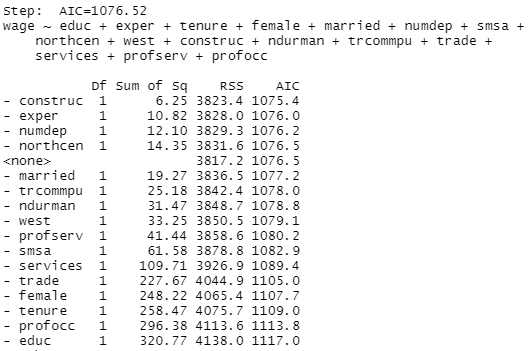 Step:  AIC=1076.52
wage ~ educ + exper + tenure + female + married + numdep + smsa +
    northcen + west + construc + ndurman + trcommpu + trade +
    services + profserv + profocc

           Df Sum of Sq    RSS    AIC
- construc  1      6.25 3823.4 1075.4
- exper     1     10.82 3828.0 1076.0
- numdep    1     12.10 3829.3 1076.2
- northcen  1     14.35 3831.6 1076.5
<none>                  3817.2 1076.5
- married   1     19.27 3836.5 1077.2
- trcommpu  1     25.18 3842.4 1078.0
- ndurman   1     31.47 3848.7 1078.8
- west      1     33.25 3850.5 1079.1
- profserv  1     41.44 3858.6 1080.2
- smsa      1     61.58 3878.8 1082.9
- services  1    109.71 3926.9 1089.4
- trade     1    227.67 4044.9 1105.0
- female    1    248.22 4065.4 1107.7
- tenure    1    258.47 4075.7 1109.0
- profocc   1    296.38 4113.6 1113.8
- educ      1    320.77 4138.0 1117.0